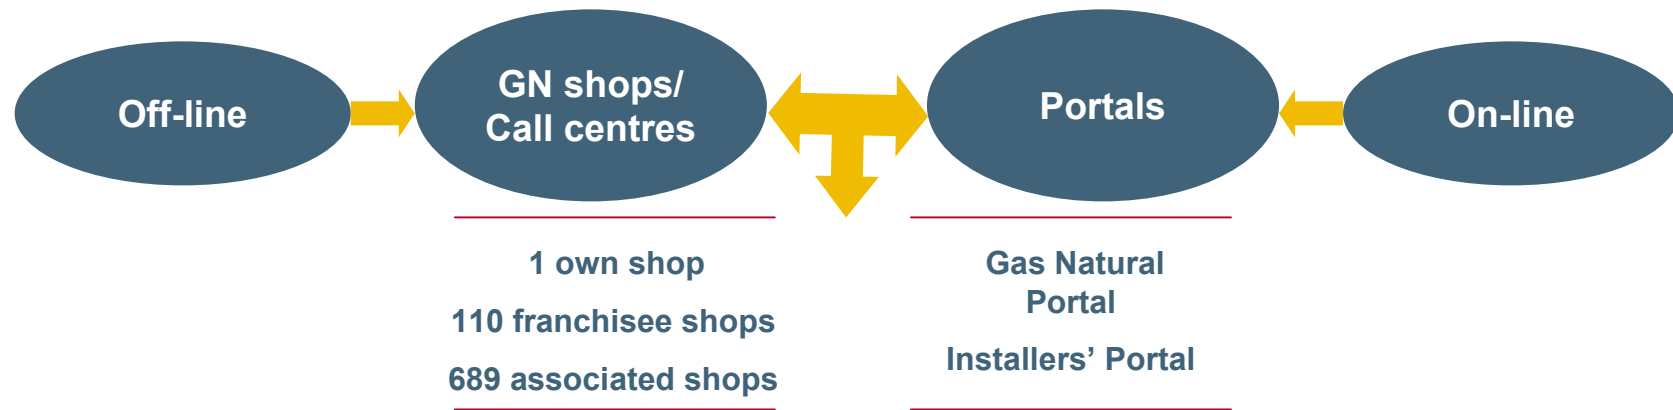 Off-line
GN shops/
Call centres
Portals
On-line
1 own shop
110 franchisee shops
689 associated shops
Gas Natural
Portal
Installers’ Portal